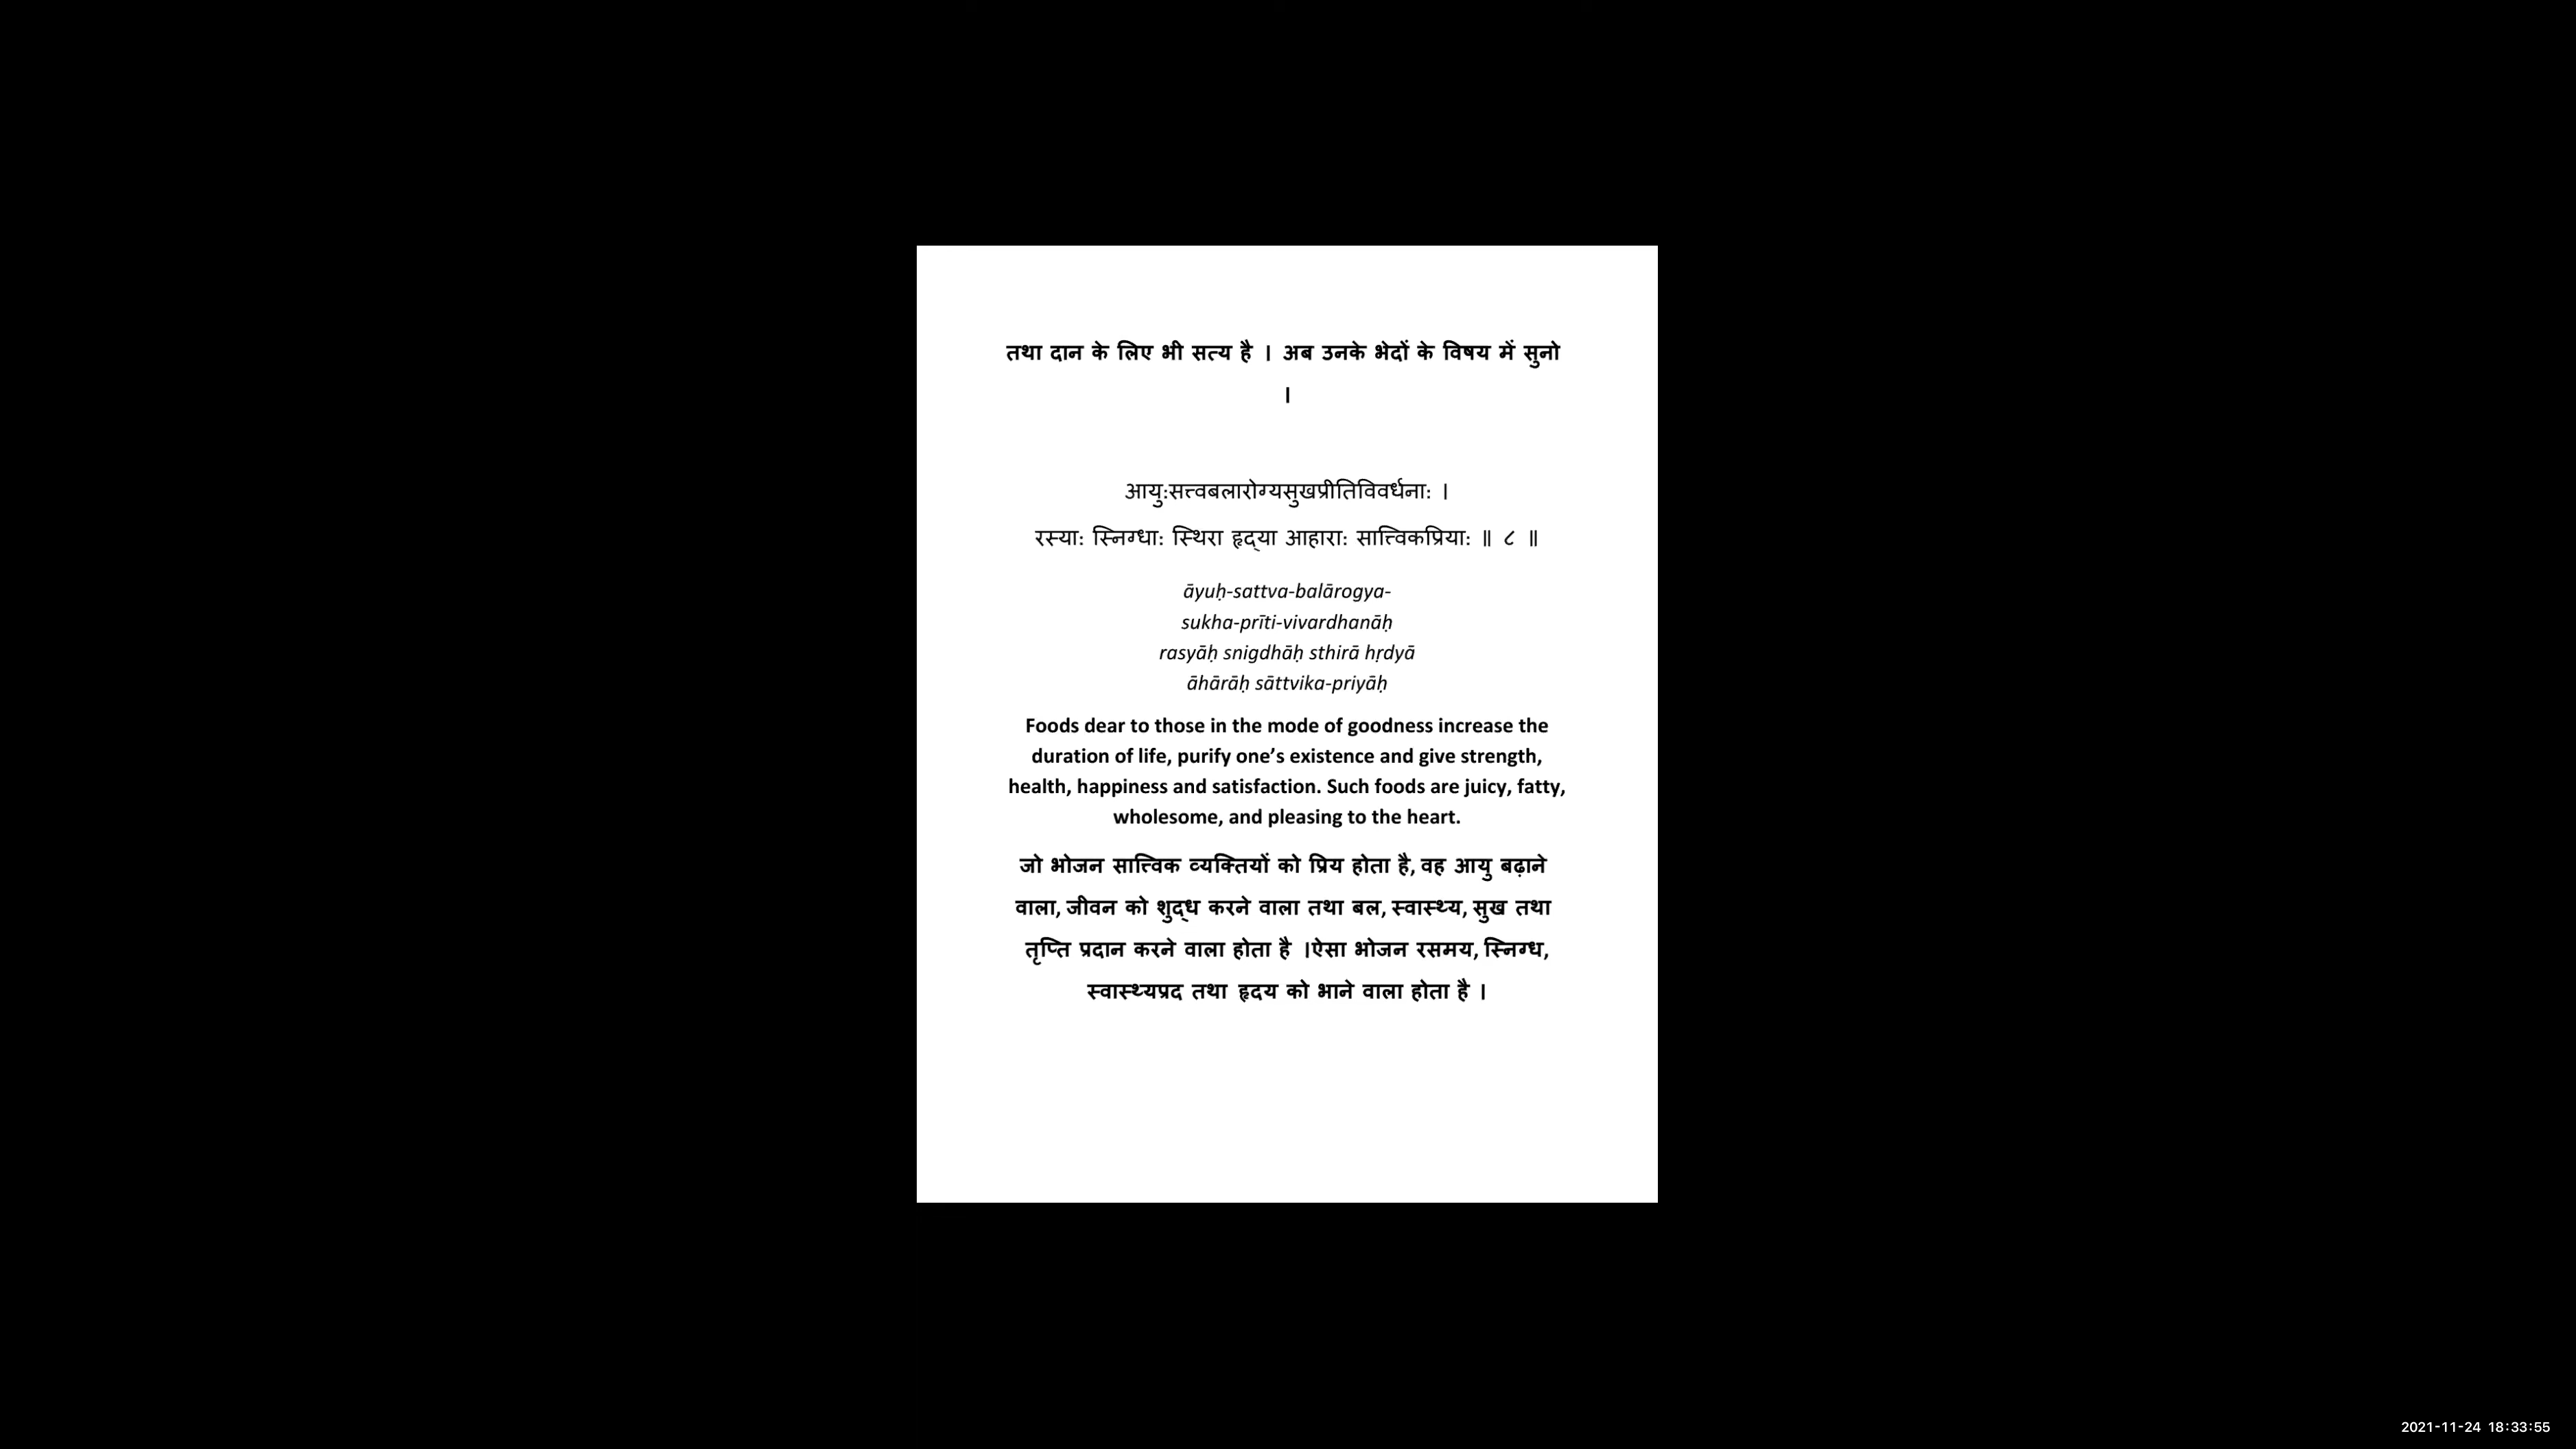 तथा दान के लिए भी सत्य है । अब उनके भेदों के विषय में सुनो
।
आयुःसत्त्वबलारोग्यसुखप्रीतिविवर्धनाः ।
रस्याः स्निग्धाः स्थिरा हृद्या आहाराः सात्त्विकप्रियाः ॥ ८ ॥
āyuḥ-sattva-balārogya-
sukha-prīti-vivardhanāḥ
rasyāḥ snigdhāḥ sthirā hṛdyā
āhārāḥ sāttvika-priyāḥ
Foods dear to those in the mode of goodness increase the
duration of life, purify one’s existence and give strength,
health, happiness and satisfaction. Such foods are juicy, fatty,
wholesome, and pleasing to the heart.
जो भोजन सात्त्विक व्यक्तियों को प्रिय होता है, वह आयु बढ़ाने
वाला, जीवन को शुद्ध करने वाला तथा बल, स्वास्थ्य, सुख तथा
तृप्ति प्रदान करने वाला होता है ।ऐसा भोजन रसमय, स्निग्ध,
स्वास्थ्यप्रद तथा हृदय को भाने वाला होता है ।
2021-11-24 18:33:55